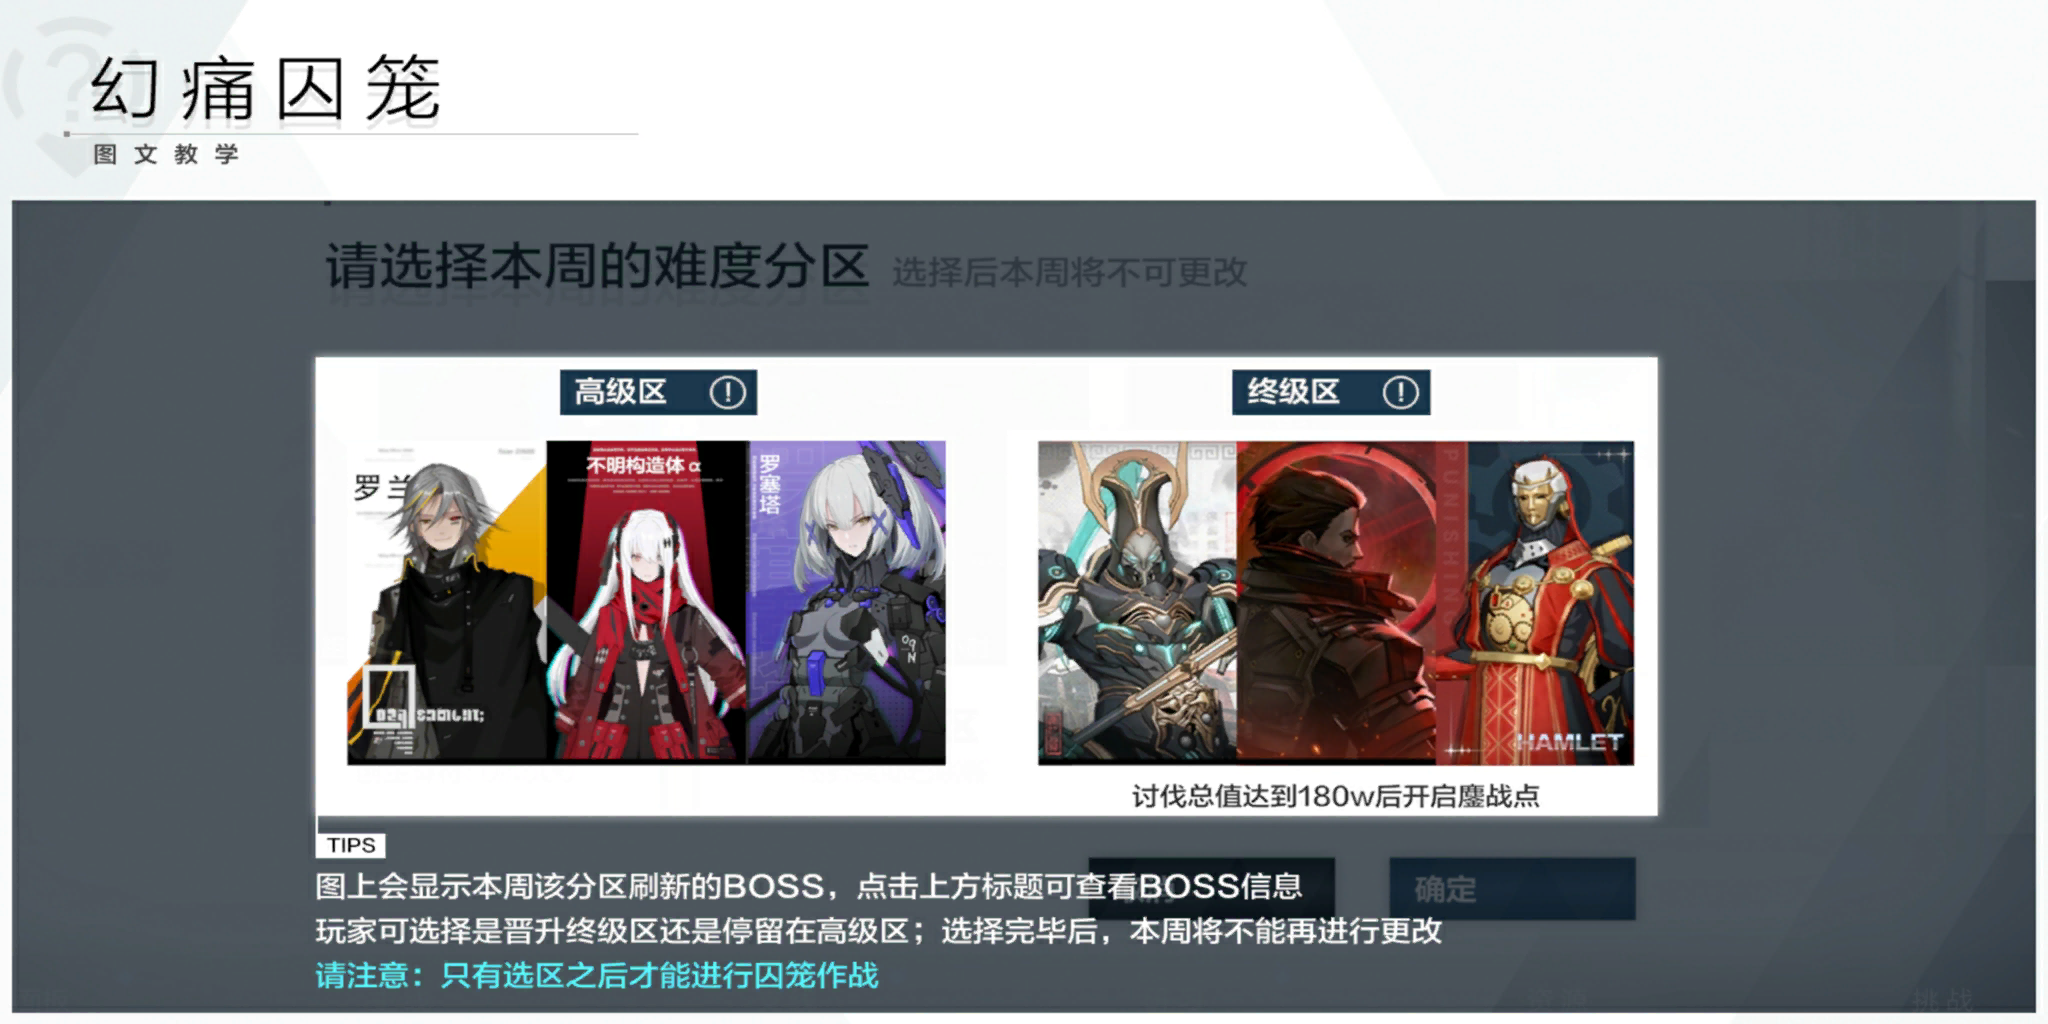 幻痛囚笼
图文教学
请选择本周的难度分区 选择后本周将不可更改
高级区
终级区
罗兰
不明构造体α
罗塞塔
PUNISHING
HAMLET
讨伐总值达到180w后开启鏖战点
TIPS
图上会显示本周该分区刷新的BOSS，点击上方标题可查看BOSS信息
确定
玩家可选择是晋升终级区还是停留在高级区；选择完毕后，本周将不能再进行更改
请注意：只有选区之后才能进行囚笼作战
挑战